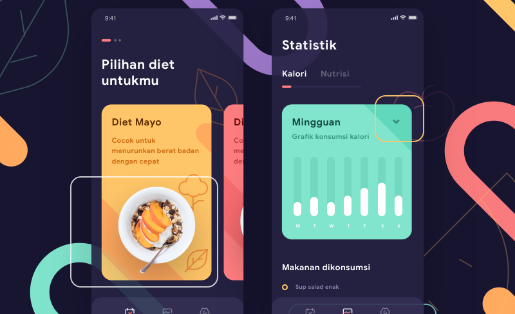 9:41
Pilihan diet
untukmu
Diet Mayo
Cocok untuk
menurunkan berat badan
dengan cepat
Di
9:41
Statistik
Kalori Nutrisi
Mingguan
Grafik konsumsi kalori
M T W T F S S
Makanan dikonsumsi
Sup salad enak